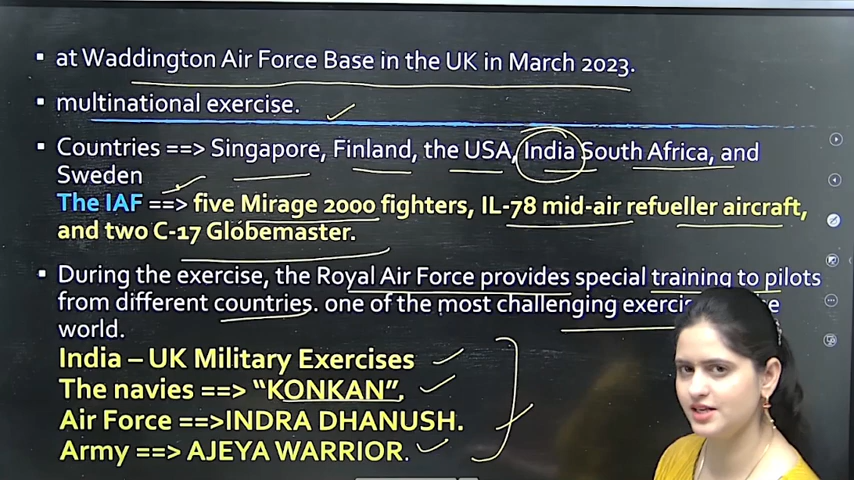 at Waddington Air Force Base in the UK in March 2023.
multinational exercise.
Countries ==> Singapore, Finland, the USA, India South Africa, and
Sweden
The IAF ==> five Mirage 2000 fighters, IL-78 mid-air refueller aircraft,
and two C-17 Globemaster.
During the exercise, the Royal Air Force provides special training to pilots
from different countries. one of the most challenging
world.
India – UK Military Exercises
The navies ==> “KONKAN”.
Air Force ==>INDRA DHANUSH.
Army ==> AJEYA WARRIOR.